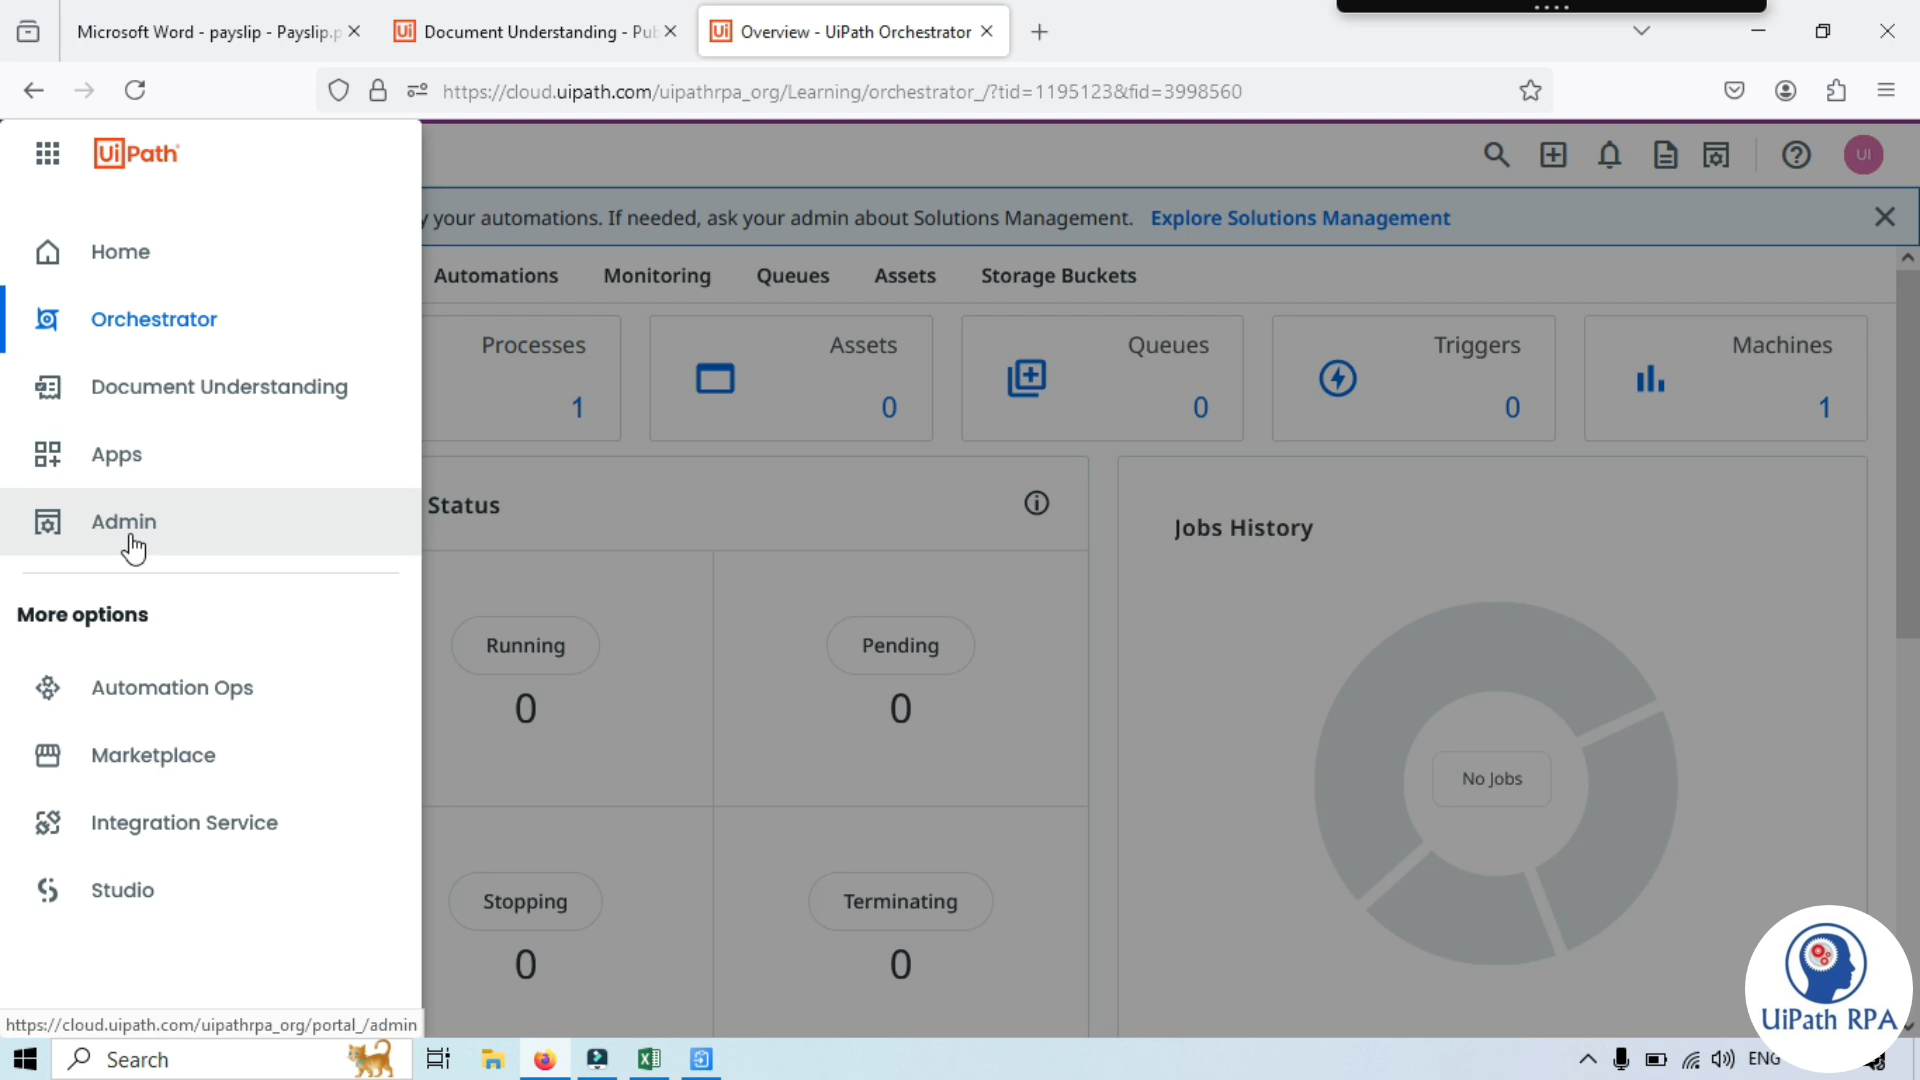 Microsoft Word - payslip - Payslip.p
Document Understanding - Pub
Overview - UiPath Orchestrator
https://cloud.uipath.com/uipathrpa_org/Learning/orchestrator_/?tid=1195123&fid=3998560
UiPath
UI
y your automations. If needed, ask your admin about Solutions Management. Explore Solutions Management
Home
Orchestrator
Document Understanding
Apps
Admin
More options
Automation Ops
Marketplace
Integration Service
Studio
Automations Monitoring Queues Assets Storage Buckets
Processes
1
Assets
0
Queues
0
Triggers
0
Machines
1
Status
Running
0
Pending
0
Stopping
0
Terminating
0
Jobs History
No Jobs
UiPath RPA
https://cloud.uipath.com/uipathrpa_org/portal_/admin
Search
ENG